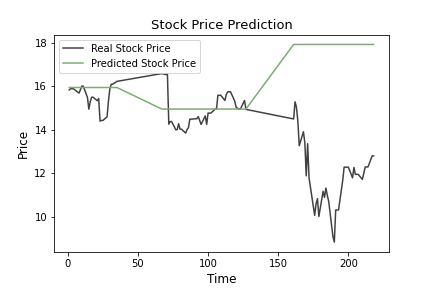 Stock Price Prediction
Real Stock Price
Predicted Stock Price
18
16
14
12
10
Price
0 50 100 150 200
Time